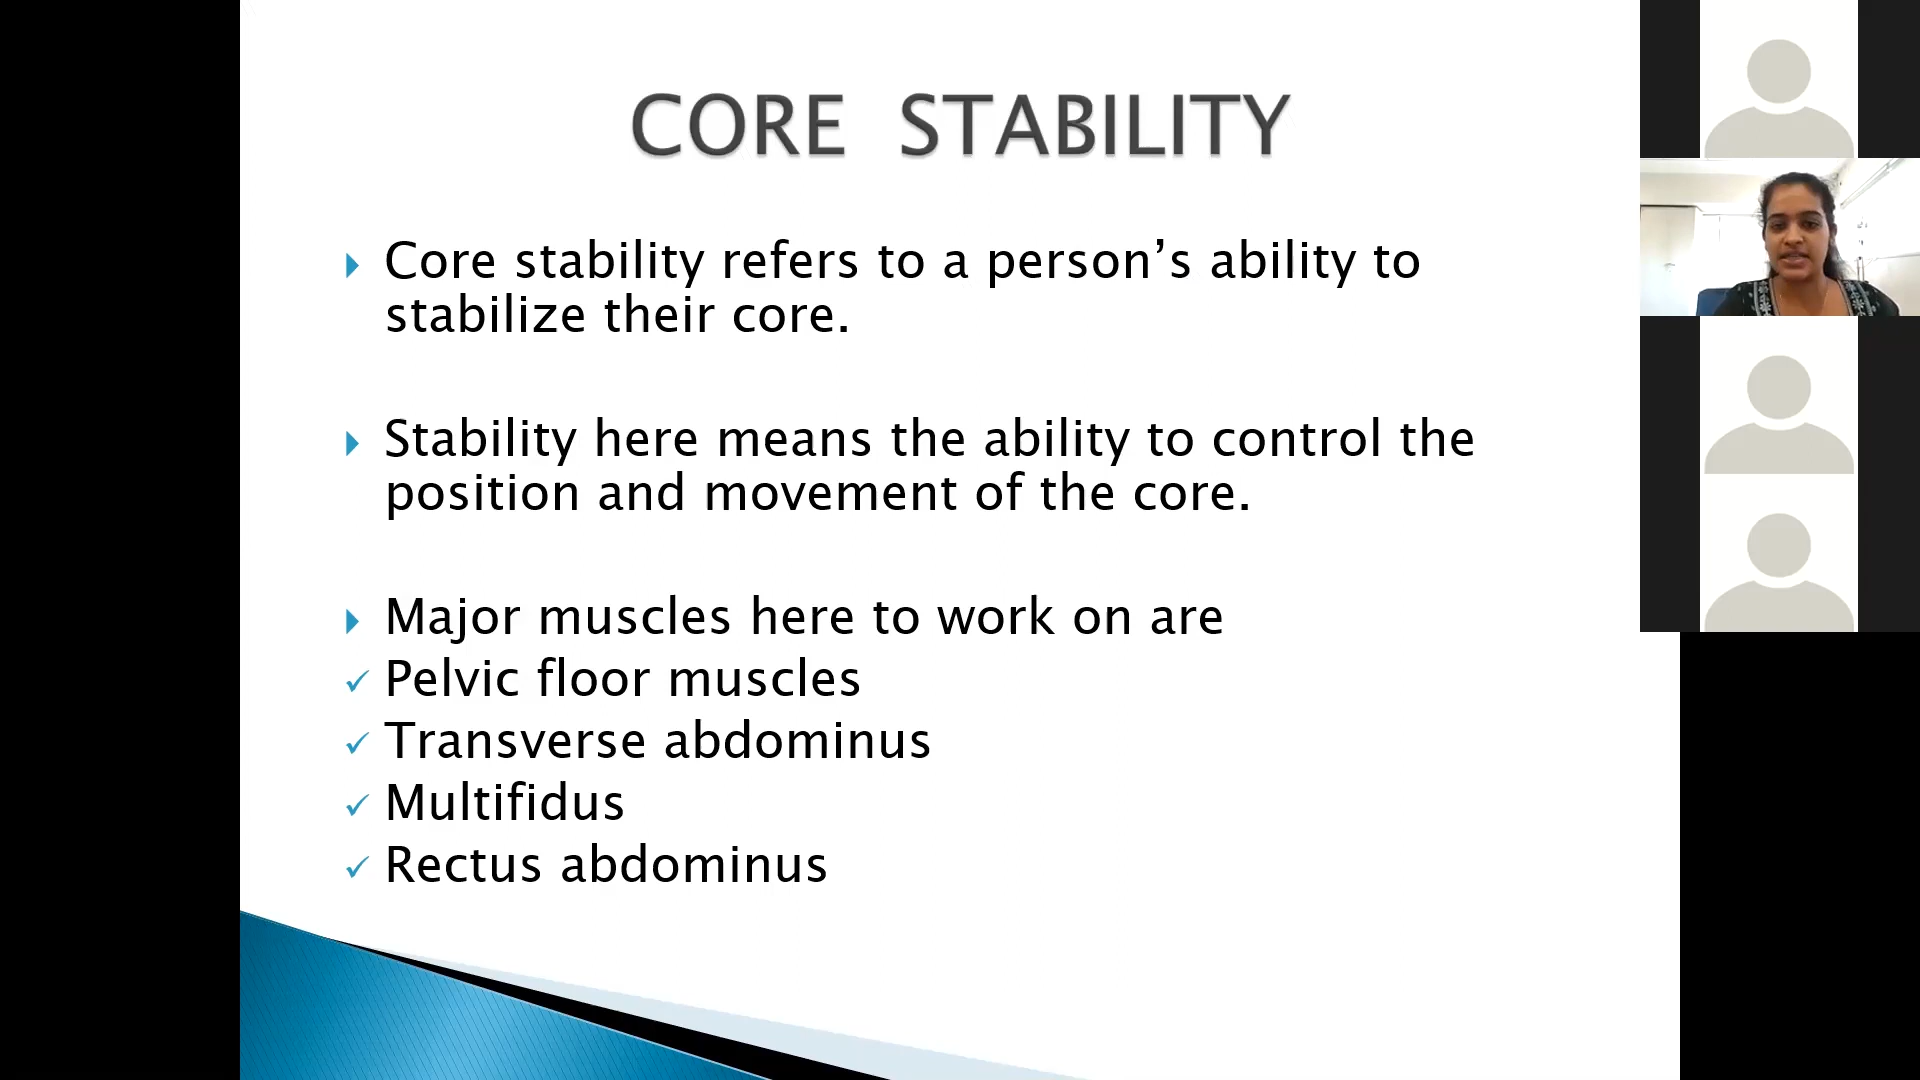 CORE STABILITY
Core stability refers to a person’s ability to
stabilize their core.
Stability here means the ability to control the
position and movement of the core.
Major muscles here to work on are
Pelvic floor muscles
Transverse abdominus
Multifidus
Rectus abdominus